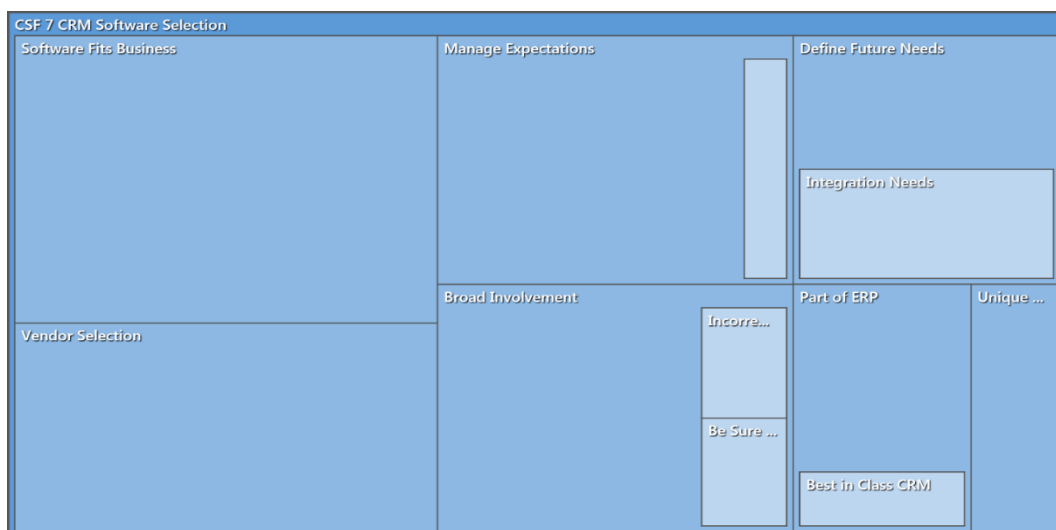 CSF 7 CRM Software Selection
Software Fits Business
Manage Expectations
Define Future Needs
Integration Needs
Vendor Selection
Broad Involvement
Incorre...
Be Sure ...
Part of ERP
Best in Class CRM
Unique ...